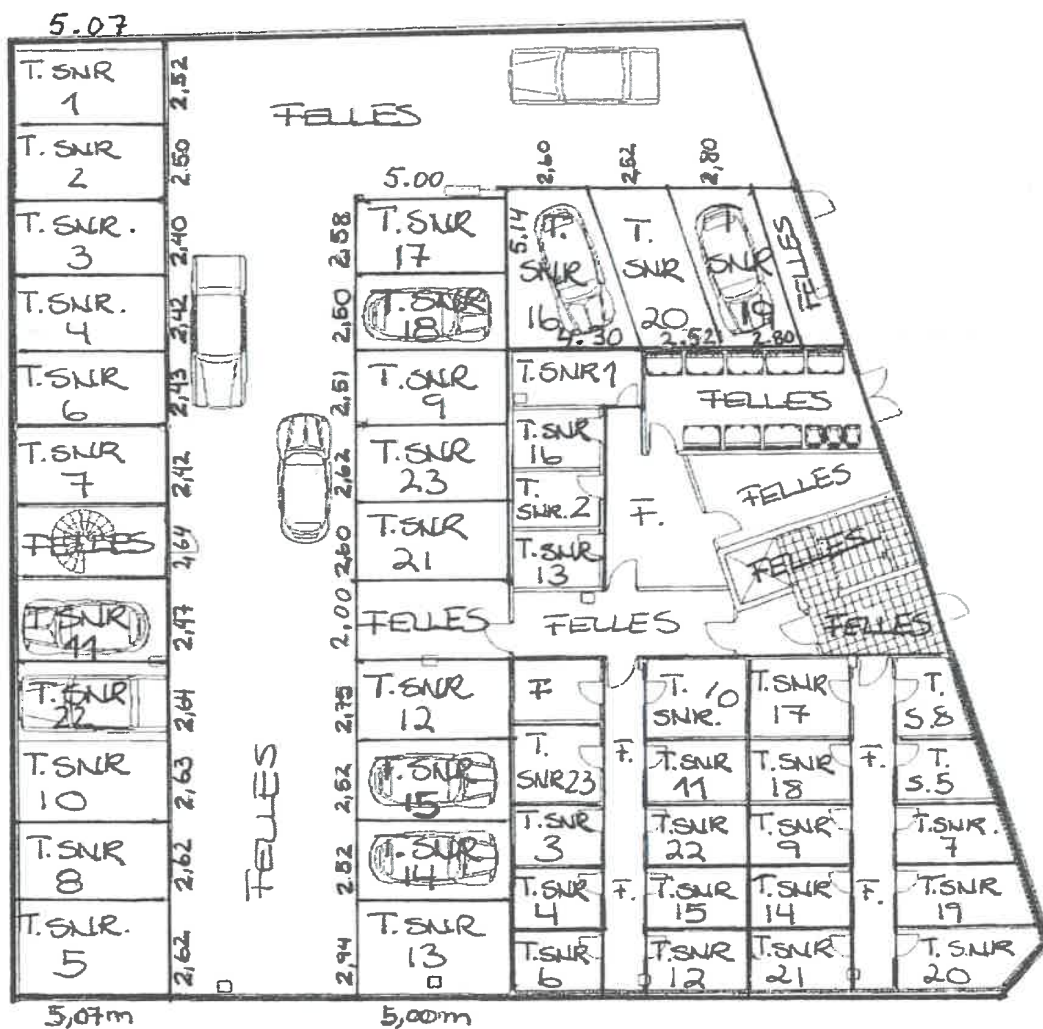 5.07
T. SNR
1
2,52
T. SNR
2
2.50
T. SNR.
3
2,40
T. SNR.
4
2,42
T. SNR
6
2,43
T. SNR
7
2,42
FELLES
2,64
T. SNR
11
2,97
T. SNR
22
2,64
T. SNR
10
2,63
T. SNR
8
2,62
T. SNR.
5
2,62
5,07m
FELLES
FELLES
5.00
T. SNR
17
2,58
T. SNR
18
2,50
T. SNR
9
2,51
T. SNR
23
2,62
T. SNR
21
2,60
FELLES
2,00
T. SNR
12
2,75
T. SNR
15
2,52
T. SNR
14
2.52
T. SNR
13
2,94
5,00m
2,60
2,52
2,80
5.14
T.
SNR
16
4.30
T.
SNR
20
2.52
T
SNR
19
2.80
FELLES
T.SNR1
T.SNR
16
T.
SNR.2
T.SNR
13
F.
FELLES
FELLES
FELLES
FELLES
FELLES
F
T.
SNR23
T.SNR
3
T.SNR
4
T.SNR
6
F.
F.
T.
SNR. 10
T.SNR
11
T.SNR
22
T.SNR
15
T.SNR
12
T.SNR
17
T.SNR
18
T.SNR
9
T.SNR
14
T.SNR
21
F.
F.
T.
S.8
T.
S.5
T.SNR.
7
T.SNR
19
T. SNR
20